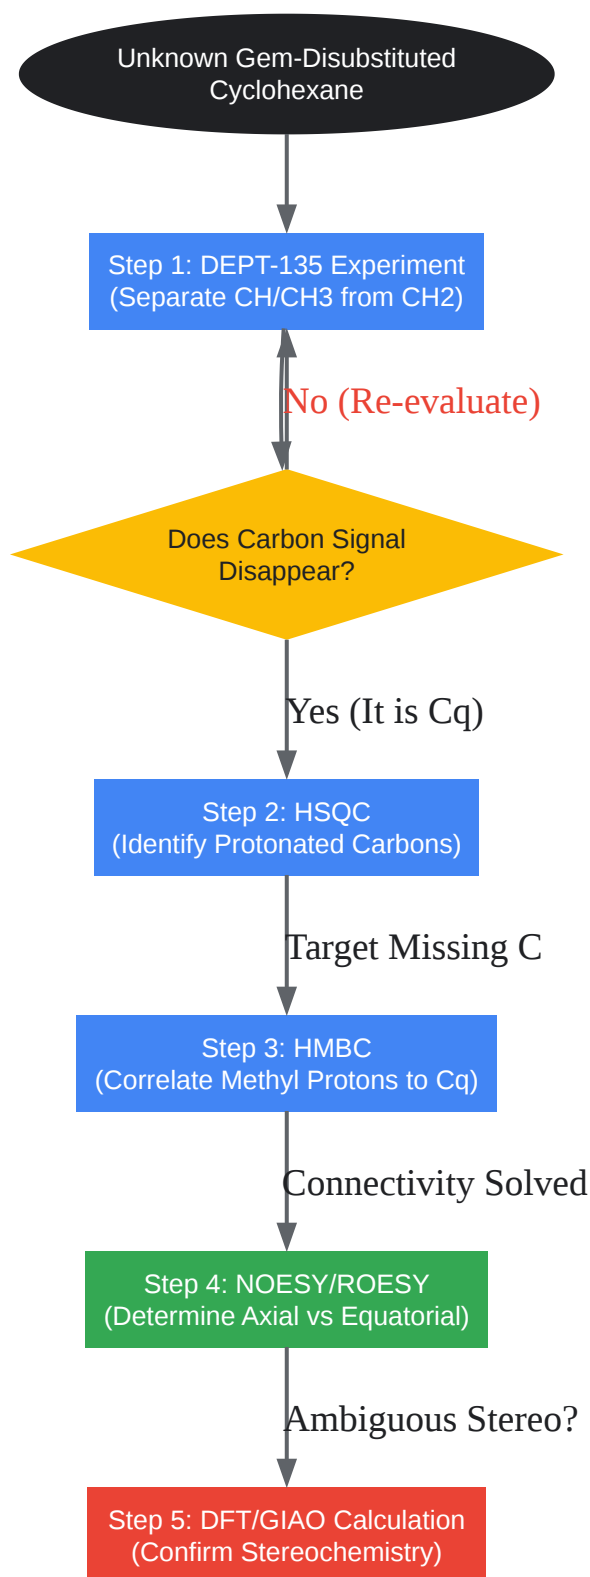 Unknown Gem-Disubstituted
Cyclohexane
Step 1: DEPT-135 Experiment
(Separate CH/CH3 from CH2)
No (Re-evaluate)
Does Carbon Signal
Disappear?
Yes (It is Cq)
Step 2: HSQC
(Identify Protonated Carbons)
Target Missing C
Step 3: HMBC
(Correlate Methyl Protons to Cq)
Connectivity Solved
Step 4: NOESY/ROESY
(Determine Axial vs Equatorial)
Ambiguous Stereo?
Step 5: DFT/GIAO Calculation
(Confirm Stereochemistry)